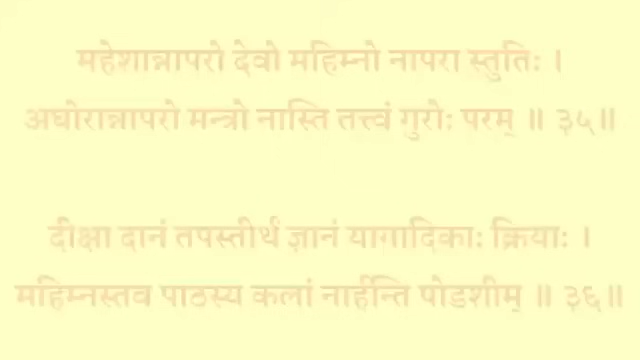 महेशान्नापरो देवो महिम्नो नापरा स्तुतिः ।
अघोरान्नापरो मन्त्रो नास्ति तत्त्वं गुरोः परम् ॥ ३५॥
दीक्षा दानं तपस्तीर्थं ज्ञानं यागादिकाः क्रियाः ।
महिम्नस्तव पाठस्य कलां नार्हन्ति षोडशीम् ॥ ३६॥